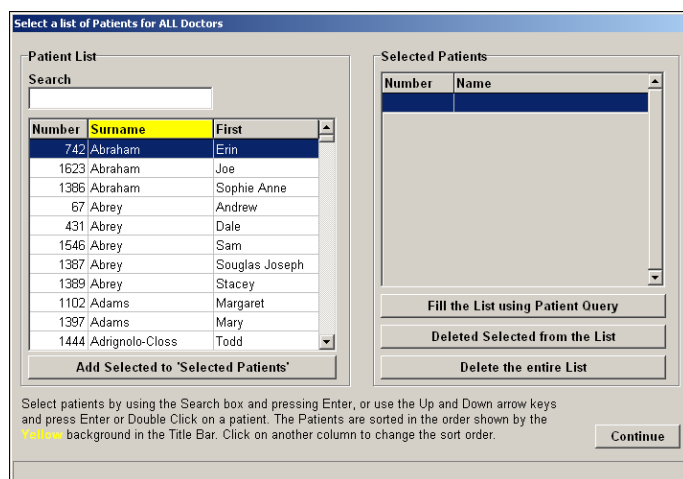 Select a list of Patients for ALL Doctors
Patient List
Search
Number Surname First
742 Abraham Erin
1623 Abraham Joe
1386 Abraham Sophie Anne
67 Abrey Andrew
431 Abrey Dale
1546 Abrey Sam
1387 Abrey Souglas Joseph
1389 Abrey Stacey
1102 Adams Margaret
1397 Adams Mary
1444 Adrignolo-Closs Todd
Add Selected to 'Selected Patients'
Selected Patients
Number Name
Fill the List using Patient Query
Deleted Selected from the List
Delete the entire List
Select patients by using the Search box and pressing Enter, or use the Up and Down arrow keys
and press Enter or Double Click on a patient. The Patients are sorted in the order shown by the
Yellow background in the Title Bar. Click on another column to change the sort order.
Continue